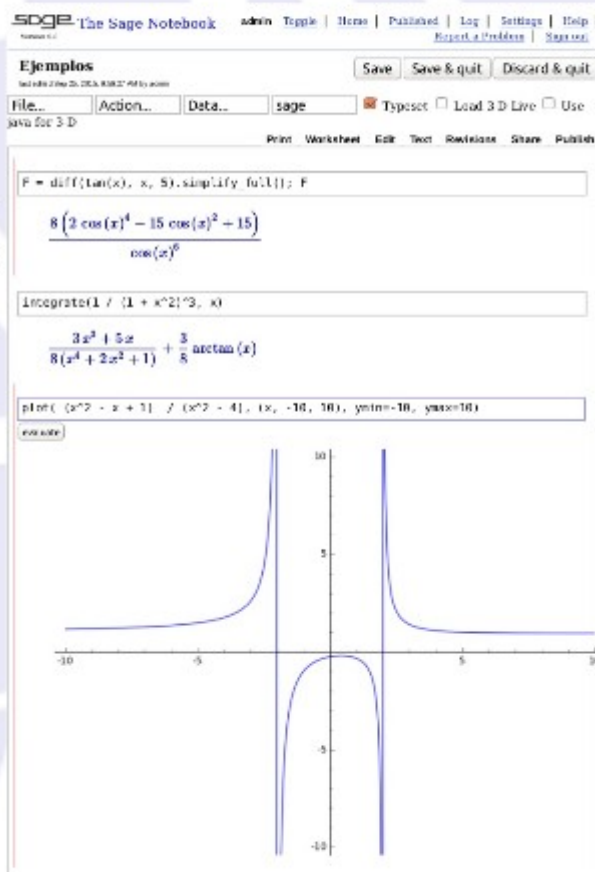 sage The Sage Notebook admin Toggle | Home | Published | Log | Settings | Help
Report a Problem | Sign out
Ejemplos
Save Save & quit Discard & quit
File... Action... Data... sage Typeset Load 3-D Live Use
java for 3-D
Print Worksheet Edit Text Revisions Share Publish
F = diff(tan(x), x, 5).simplify_full(); F
8 (2 cos (x)^4 − 15 cos (x)^2 + 15)
cos (x)^6
integrate(1 / (1 + x^2)^3, x)
3 x^3 + 5 x
8 (x^4 + 2 x^2 + 1) + 3/8 arctan (x)
plot( (x^2 - x + 1) / (x^2 - 4), (x, -10, 10), ymin=-10, ymax=10)
evaluate
10
5
-10 -5 5
-5
-10